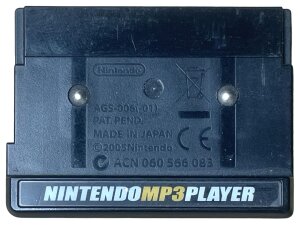 Nintendo
AGS-006(-01)
PAT. PEND.
MADE IN JAPAN
©2005Nintendo
ACN 060 566 083
NINTENDOMP3PLAYER